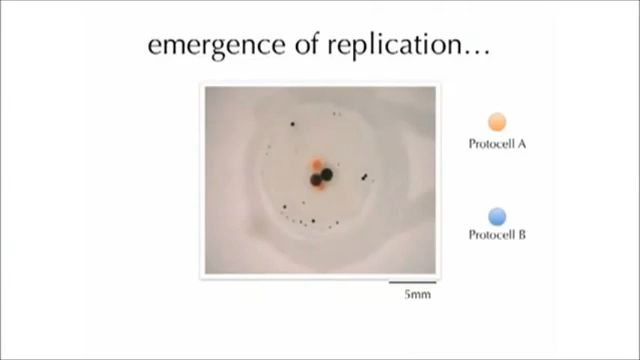 emergence of replication...
Protocell A
Protocell B
5mm